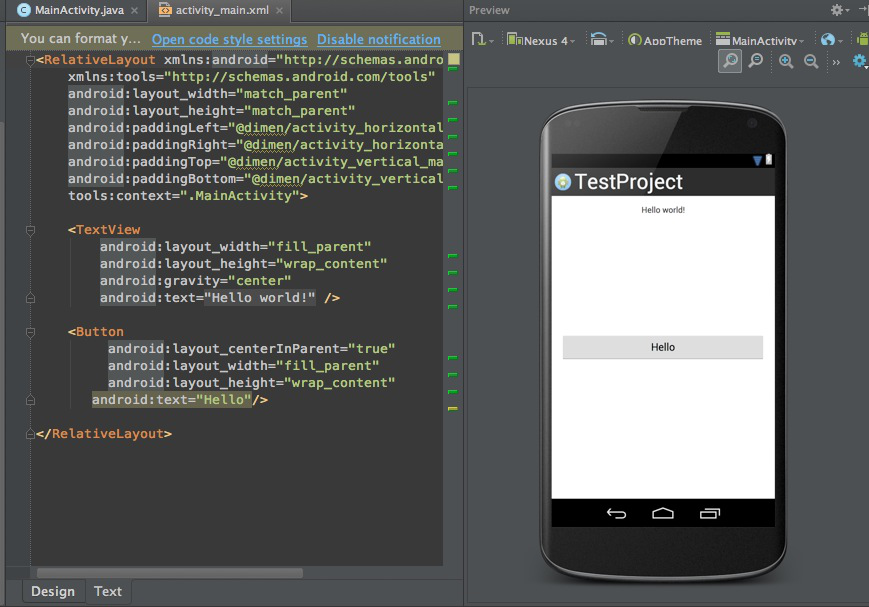 MainActivity.java
activity_main.xml
Preview
You can format y... Open code style settings Disable notification
Nexus 4
AppTheme
MainActivity
<RelativeLayout xmlns:android="http://schemas.andro
xmlns:tools="http://schemas.android.com/tools"
android:layout_width="match_parent"
android:layout_height="match_parent"
android:paddingLeft="@dimen/activity_horizontal
android:paddingRight="@dimen/activity_horizonta
android:paddingTop="@dimen/activity_vertical_ma
android:paddingBottom="@dimen/activity_vertical
tools:context=".MainActivity">
<TextView
android:layout_width="fill_parent"
android:layout_height="wrap_content"
android:gravity="center"
android:text="Hello world!" />
<Button
android:layout_centerInParent="true"
android:layout_width="fill_parent"
android:layout_height="wrap_content"
android:text="Hello"/>
</RelativeLayout>
TestProject
Hello world!
Hello
Design Text